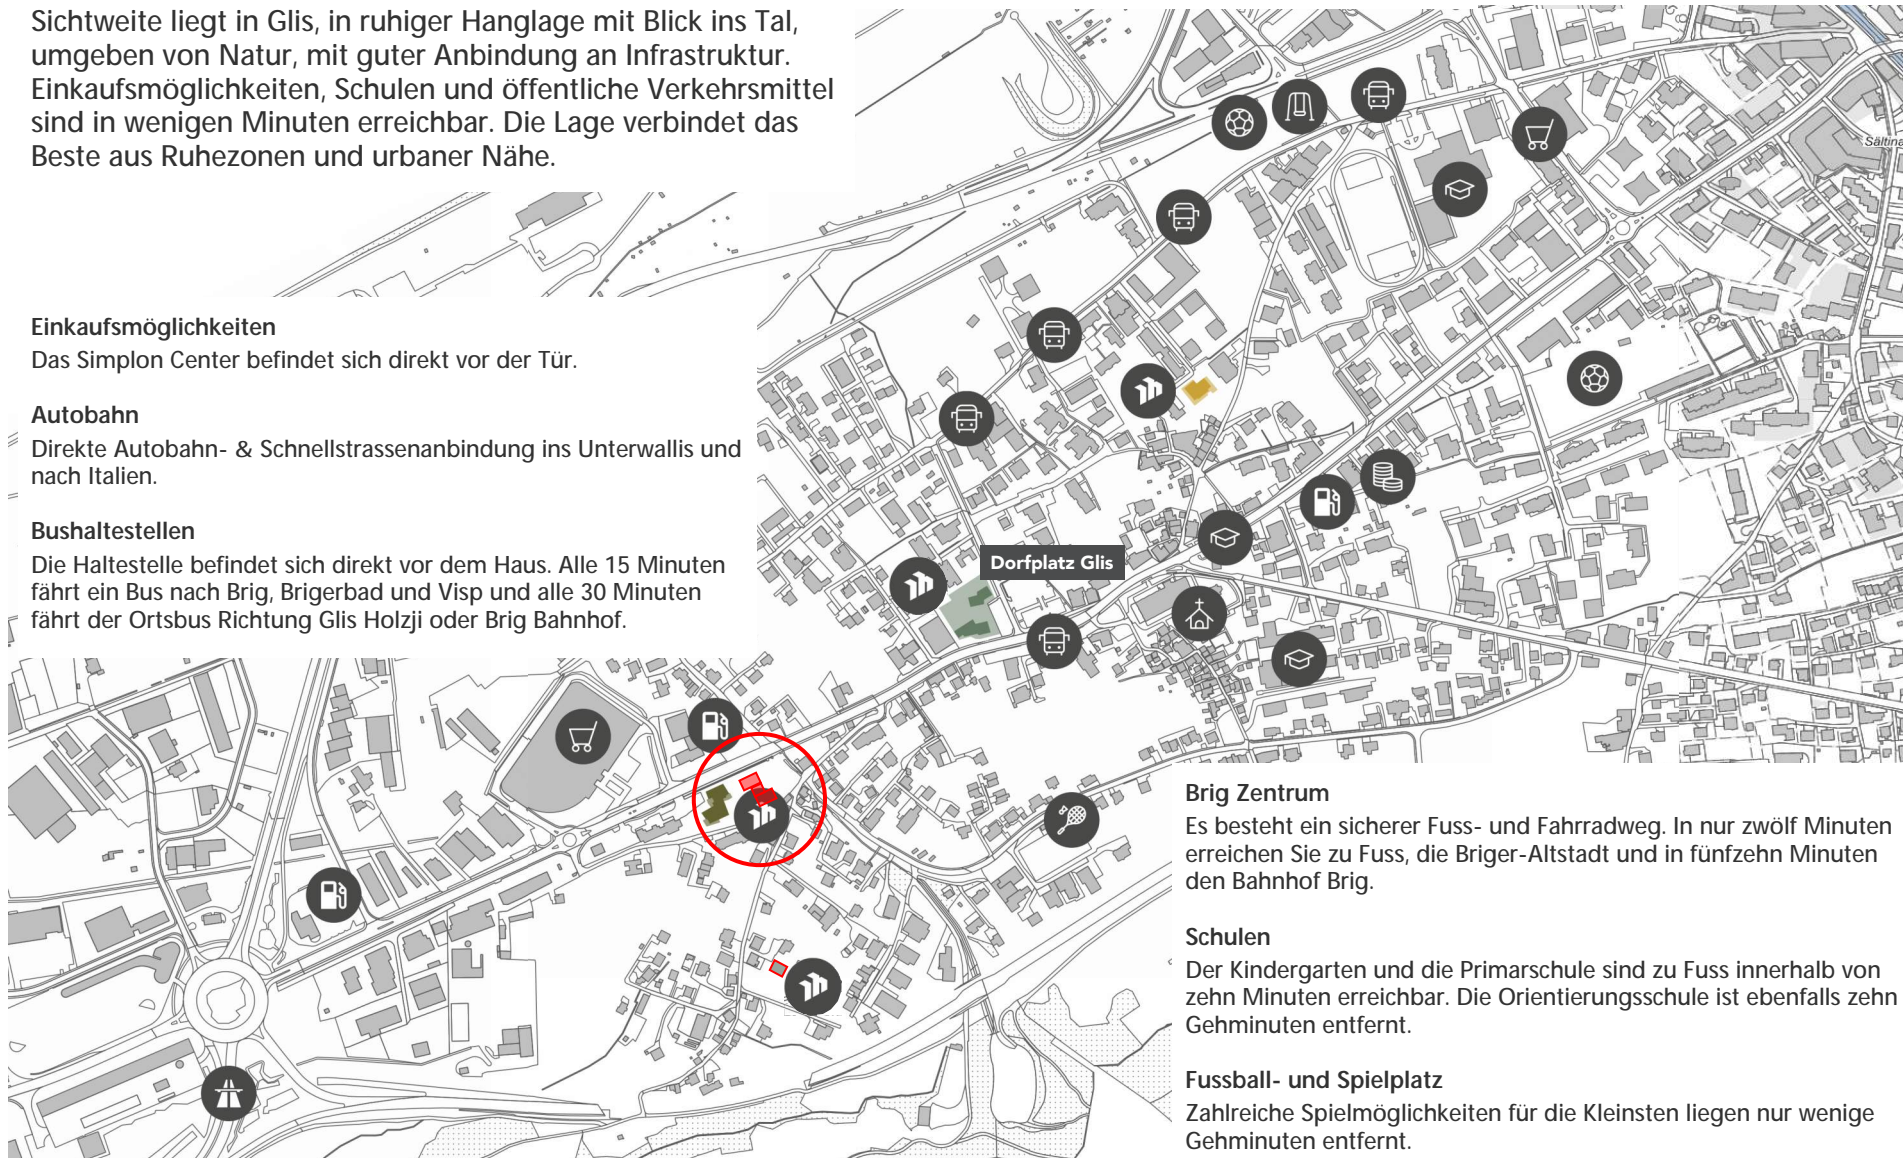 Sichtweite liegt in Glis, in ruhiger Hanglage mit Blick ins Tal,
umgeben von Natur, mit guter Anbindung an Infrastruktur.
Einkaufsmöglichkeiten, Schulen und öffentliche Verkehrsmittel
sind in wenigen Minuten erreichbar. Die Lage verbindet das
Beste aus Ruhezonen und urbaner Nähe.
Saltina
Einkaufsmöglichkeiten
Das Simplon Center befindet sich direkt vor der Tür.
Autobahn
Direkte Autobahn- & Schnellstrassenanbindung ins Unterwallis und
nach Italien.
Bushaltestellen
Die Haltestelle befindet sich direkt vor dem Haus. Alle 15 Minuten
fährt ein Bus nach Brig, Brigerbad und Visp und alle 30 Minuten
fährt der Ortsbus Richtung Glis Holzji oder Brig Bahnhof.
Dorfplatz Glis
Brig Zentrum
Es besteht ein sicherer Fuss- und Fahrradweg. In nur zwölf Minuten
erreichen Sie zu Fuss, die Briger-Altstadt und in fünfzehn Minuten
den Bahnhof Brig.
Schulen
Der Kindergarten und die Primarschule sind zu Fuss innerhalb von
zehn Minuten erreichbar. Die Orientierungsschule ist ebenfalls zehn
Gehminuten entfernt.
Fussball- und Spielplatz
Zahlreiche Spielmöglichkeiten für die Kleinsten liegen nur wenige
Gehminuten entfernt.